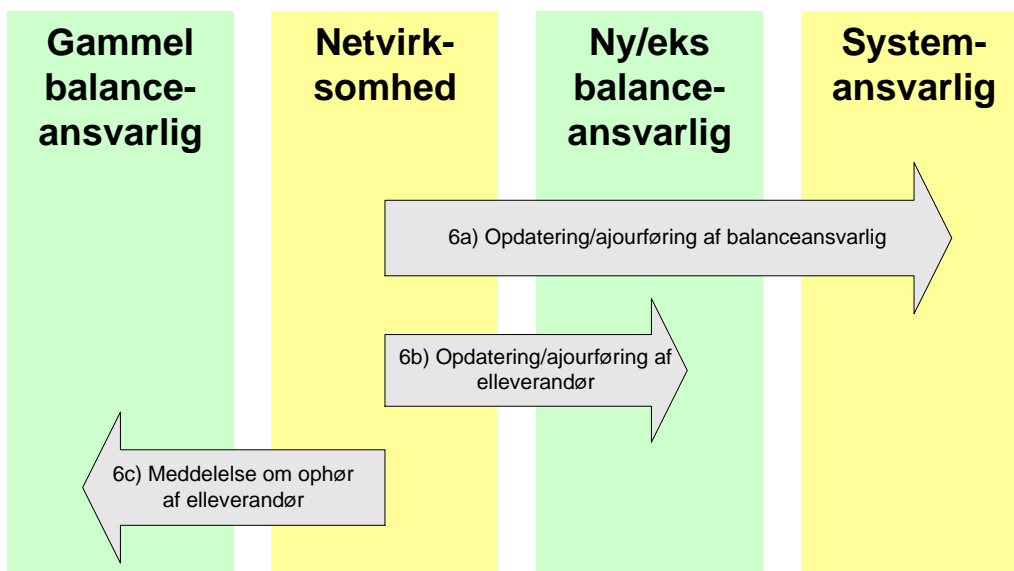 Gammel
balance-
ansvarlig
Netvirk-
somhed
Ny/eks
balance-
ansvarlig
System-
ansvarlig
6a) Opdatering/ajourføring af balanceansvarlig
6b) Opdatering/ajourføring af
elleverandør
6c) Meddelelse om ophør
af elleverandør